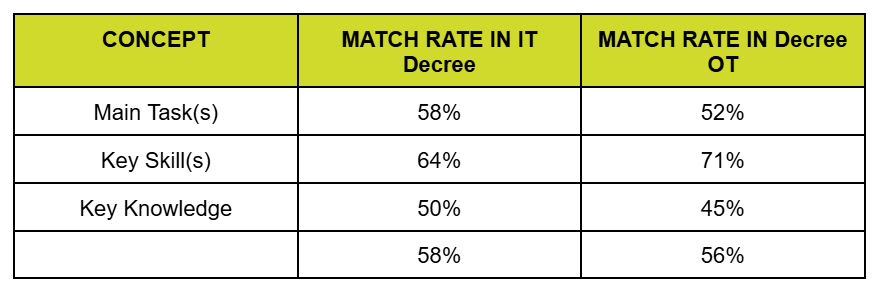 CONCEPT MATCH RATE IN IT Decree MATCH RATE IN Decree OT
Main Task(s) 58% 52%
Key Skill(s) 64% 71%
Key Knowledge 50% 45%
58% 56%